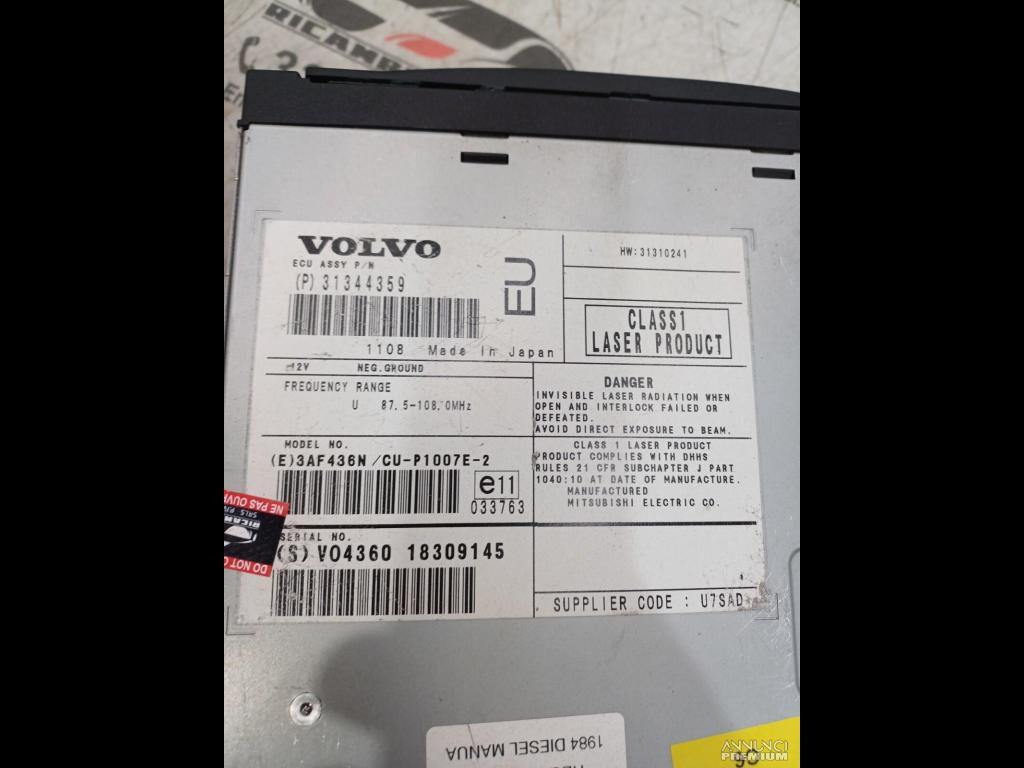 RICAMBI
VOLVO
ECU ASSY P/N
(P) 31344359
EU
1108 Made in Japan
HW:31310241
CLASS1
LASER PRODUCT
12V NEG.GROUND
FREQUENCY RANGE
U 87.5-108.0MHz
DANGER
INVISIBLE LASER RADIATION WHEN
OPEN AND INTERLOCK FAILED OR
DEFEATED.
AVOID DIRECT EXPOSURE TO BEAM.
MODEL NO.
(E)3AF436N/CU-P1007E-2
e11
033763
CLASS 1 LASER PRODUCT
PRODUCT COMPLIES WITH DHHS
RULES 21 CFR SUBCHAPTER J PART
1040:10 AT DATE OF MANUFACTURE.
MANUFACTURED
MITSUBISHI ELECTRIC CO.
NE PAS OUV
RICAN
DO NOT
SERIAL NO.
(S) VO4360 18309145
SUPPLIER CODE : U7SAD
1984 DIESEL MANUA
ANNUNCI
PREMIUM